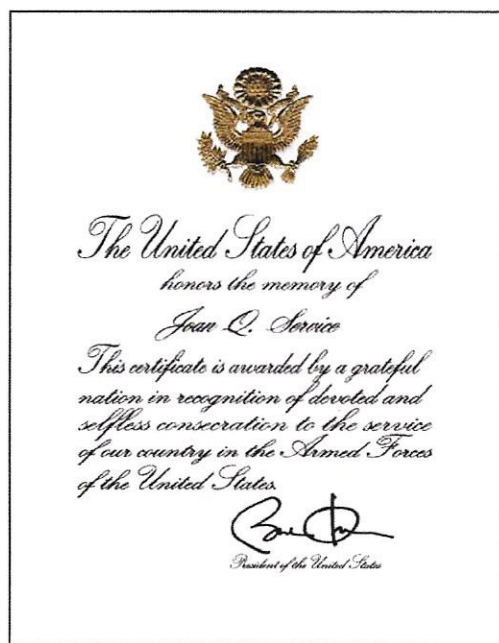 The United States of America
honors the memory of
Joan Q. Service
This certificate is awarded by a grateful
nation in recognition of devoted and
selfless consecration to the service
of our country in the Armed Forces
of the United States.
President of the United States